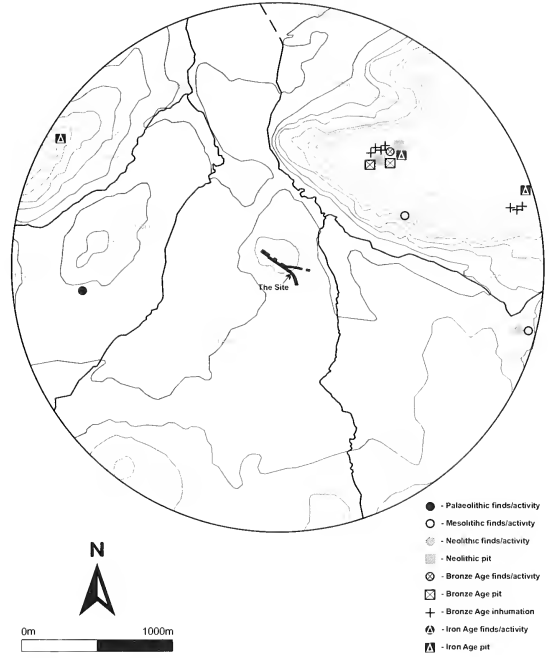 The Site
- Palaeolithic finds/activity
- Mesolitihc finds/activity
- Neolithic finds/activity
- Neolithic pit
- Bronze Age finds/activity
- Bronze Age pit
- Bronze Age inhumation
- Iron Age finds/activity
- Iron Age pit
N
0m 1000m